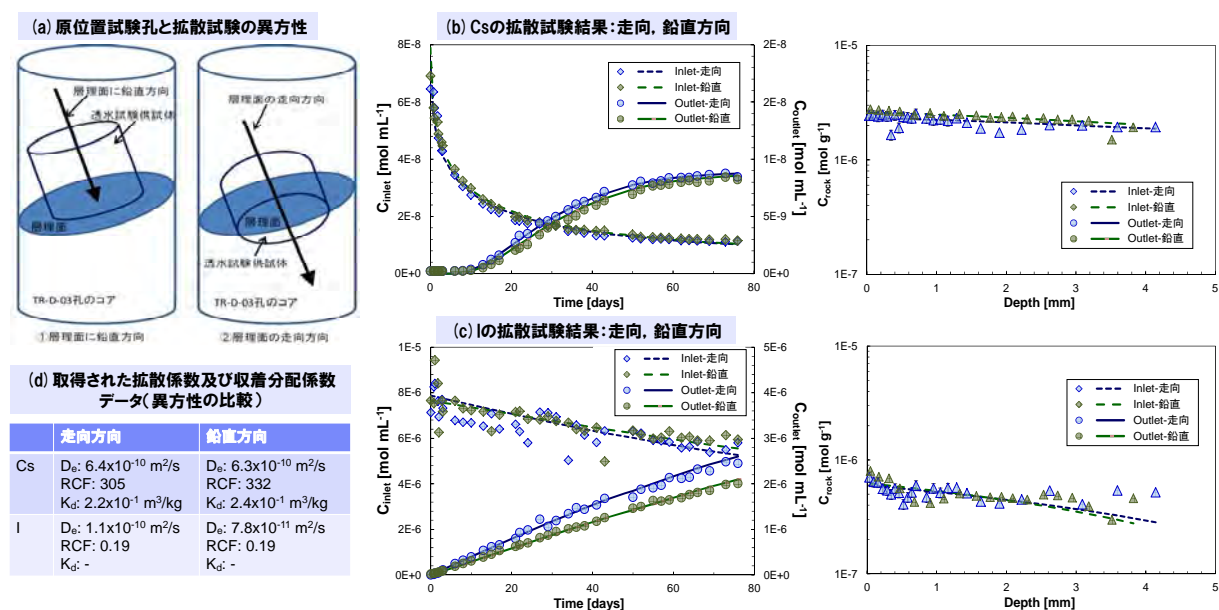 (a) 原位置試験孔と拡散試験の異方性
層理面に鉛直方向
透水試験供試体
層理面
TR-D-03孔のコア
①層理面に鉛直方向
層理面の走向方向
層理面
透水試験供試体
TR-D-03孔のコア
②層理面の走向方向
(b) Csの拡散試験結果:走向, 鉛直方向
8E-8
6E-8
4E-8
2E-8
0E+0
C_inlet [mol mL⁻¹]
2E-8
2E-8
1E-8
5E-9
0E+0
C_outlet [mol mL⁻¹]
Inlet-走向
Inlet-鉛直
Outlet-走向
Outlet-鉛直
0 20 40 60 80
Time [days]
1E-5
1E-6
1E-7
C_rock [mol g⁻¹]
Inlet-走向
Inlet-鉛直
Outlet-走向
Outlet-鉛直
0 1 2 3 4 5
Depth [mm]
(c) Iの拡散試験結果:走向, 鉛直方向
1E-5
8E-6
6E-6
4E-6
2E-6
0E+0
C_inlet [mol mL⁻¹]
5E-6
4E-6
3E-6
2E-6
1E-6
0E+0
C_outlet [mol mL⁻¹]
Inlet-走向
Inlet-鉛直
Outlet-走向
Outlet-鉛直
0 20 40 60 80
Time [days]
1E-5
1E-6
1E-7
C_rock [mol g⁻¹]
Inlet-走向
Inlet-鉛直
Outlet-走向
Outlet-鉛直
0 1 2 3 4 5
Depth [mm]
(d) 取得された拡散係数及び収着分配係数
データ(異方性の比較)
走向方向 鉛直方向
Cs
Dₑ: 6.4x10⁻¹⁰ m²/s
RCF: 305
K_d: 2.2x10⁻¹ m³/kg
Dₑ: 6.3x10⁻¹⁰ m²/s
RCF: 332
K_d: 2.4x10⁻¹ m³/kg
I
Dₑ: 1.1x10⁻¹⁰ m²/s
RCF: 0.19
K_d: -
Dₑ: 7.8x10⁻¹¹ m²/s
RCF: 0.19
K_d: -